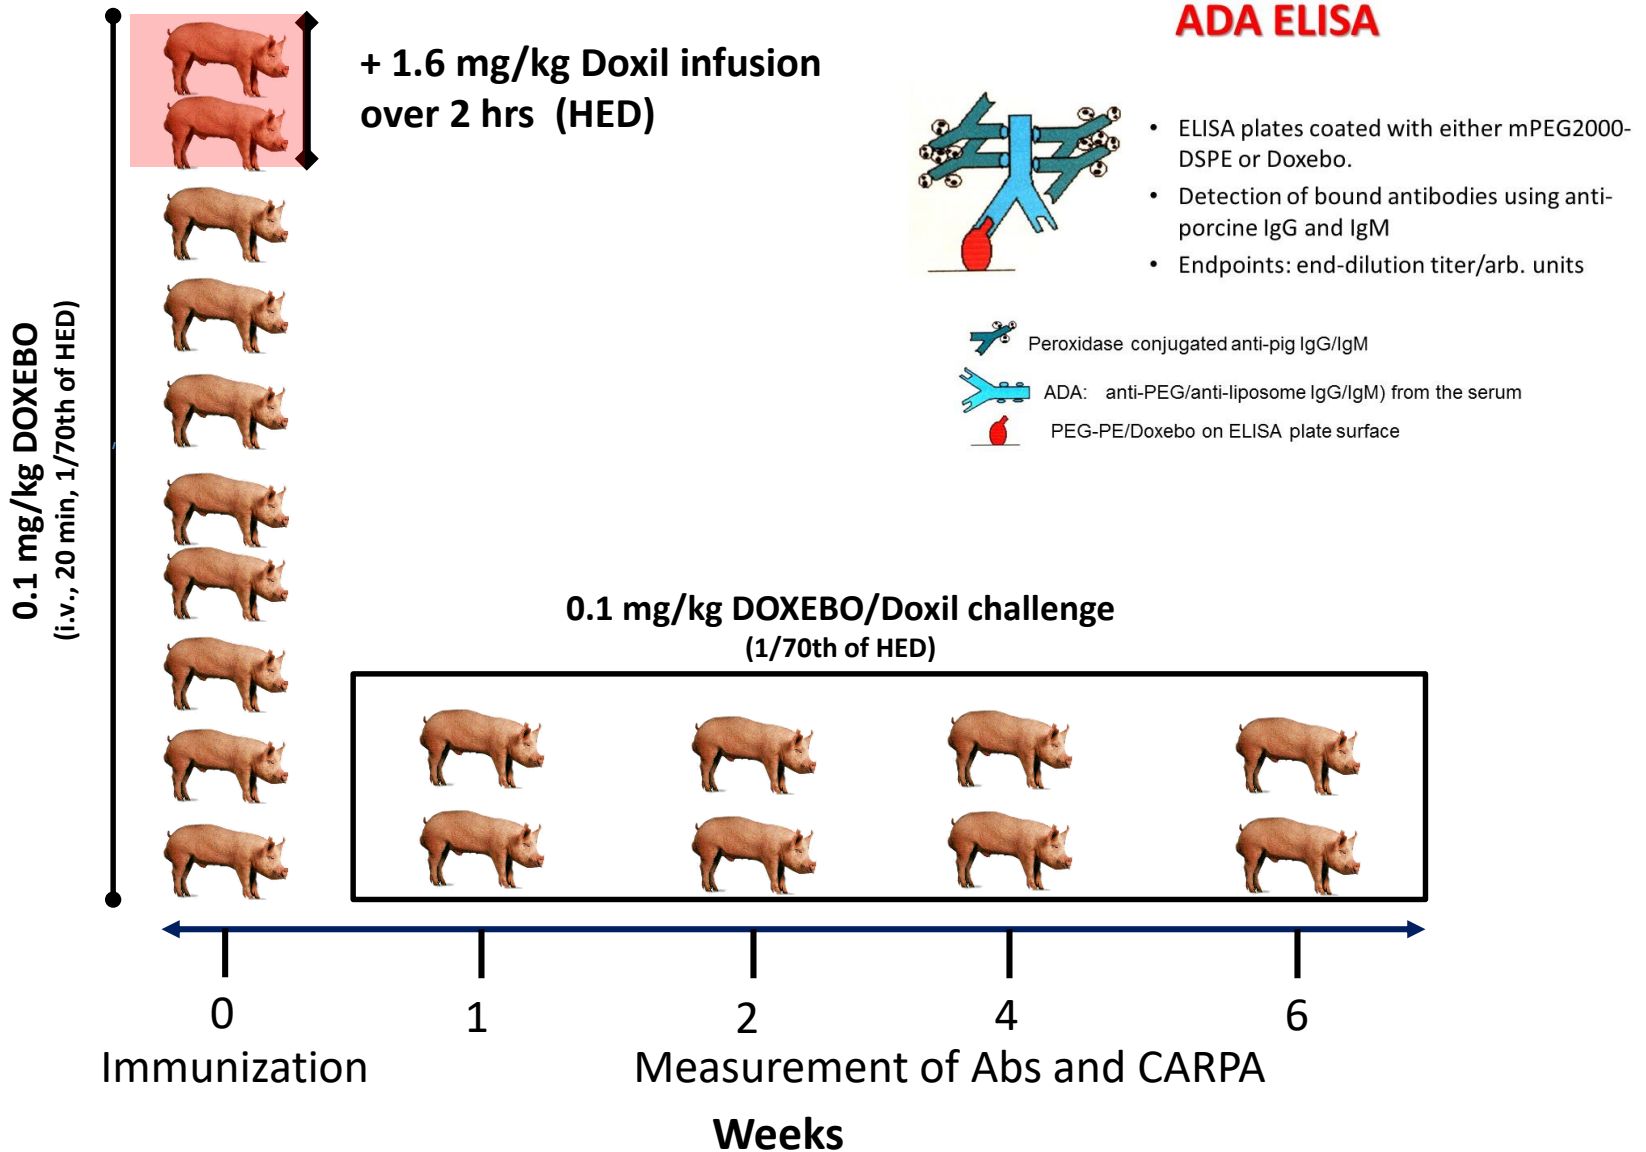 + 1.6 mg/kg Doxil infusion
over 2 hrs (HED)
ADA ELISA
• ELISA plates coated with either mPEG2000-
DSPE or Doxebo.
• Detection of bound antibodies using anti-
porcine IgG and IgM
• Endpoints: end-dilution titer/arb. units
Peroxidase conjugated anti-pig IgG/IgM
ADA: anti-PEG/anti-liposome IgG/IgM) from the serum
PEG-PE/Doxebo on ELISA plate surface
0.1 mg/kg DOXEBO
(i.v., 20 min, 1/70th of HED)
0.1 mg/kg DOXEBO/Doxil challenge
(1/70th of HED)
0 1 2 4 6
Immunization Measurement of Abs and CARPA
Weeks